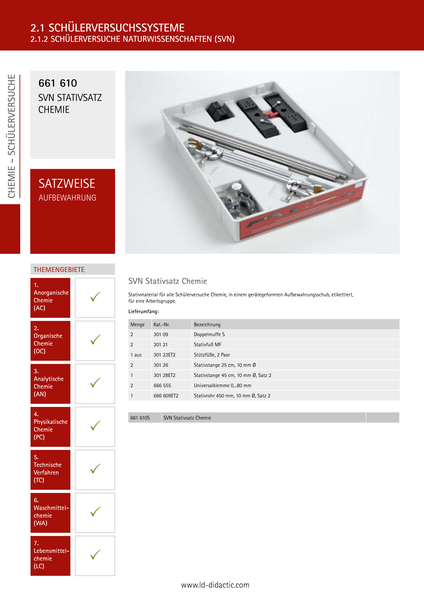 2.1 SCHÜLERVERSUCHSSYSTEME
2.1.2 SCHÜLERVERSUCHE NATURWISSENSCHAFTEN (SVN)
CHEMIE - SCHÜLERVERSUCHE
661 610
SVN STATIVSATZ
CHEMIE
SATZWEISE
AUFBEWAHRUNG
THEMENGEBIETE
1.
Anorganische
Chemie
(AC)
2.
Organische
Chemie
(OC)
3.
Analytische
Chemie
(AN)
4.
Physikalische
Chemie
(PC)
5.
Technische
Verfahren
(TC)
6.
Waschmittel-
chemie
(WA)
7.
Lebensmittel-
chemie
(LC)
SVN Stativsatz Chemie
Stativmaterial für alle Schülerversuche Chemie, in einem gerätegeformten Aufbewahrungsschub, etikettiert,
für eine Arbeitsgruppe.
Lieferumfang:
Menge Kat.-Nr. Bezeichnung
2 301 09 Doppelmuffe S
2 301 21 Stativfuß MF
1 aus 301 23ET2 Stützfüße, 2 Paar
2 301 26 Stativstange 25 cm, 10 mm Ø
1 301 28ET2 Stativstange 45 cm, 10 mm Ø, Satz 2
2 666 555 Universalklemme 0...80 mm
1 666 609ET2 Stativrohr 450 mm, 10 mm Ø, Satz 2
661 610S SVN Stativsatz Chemie
www.ld-didactic.com